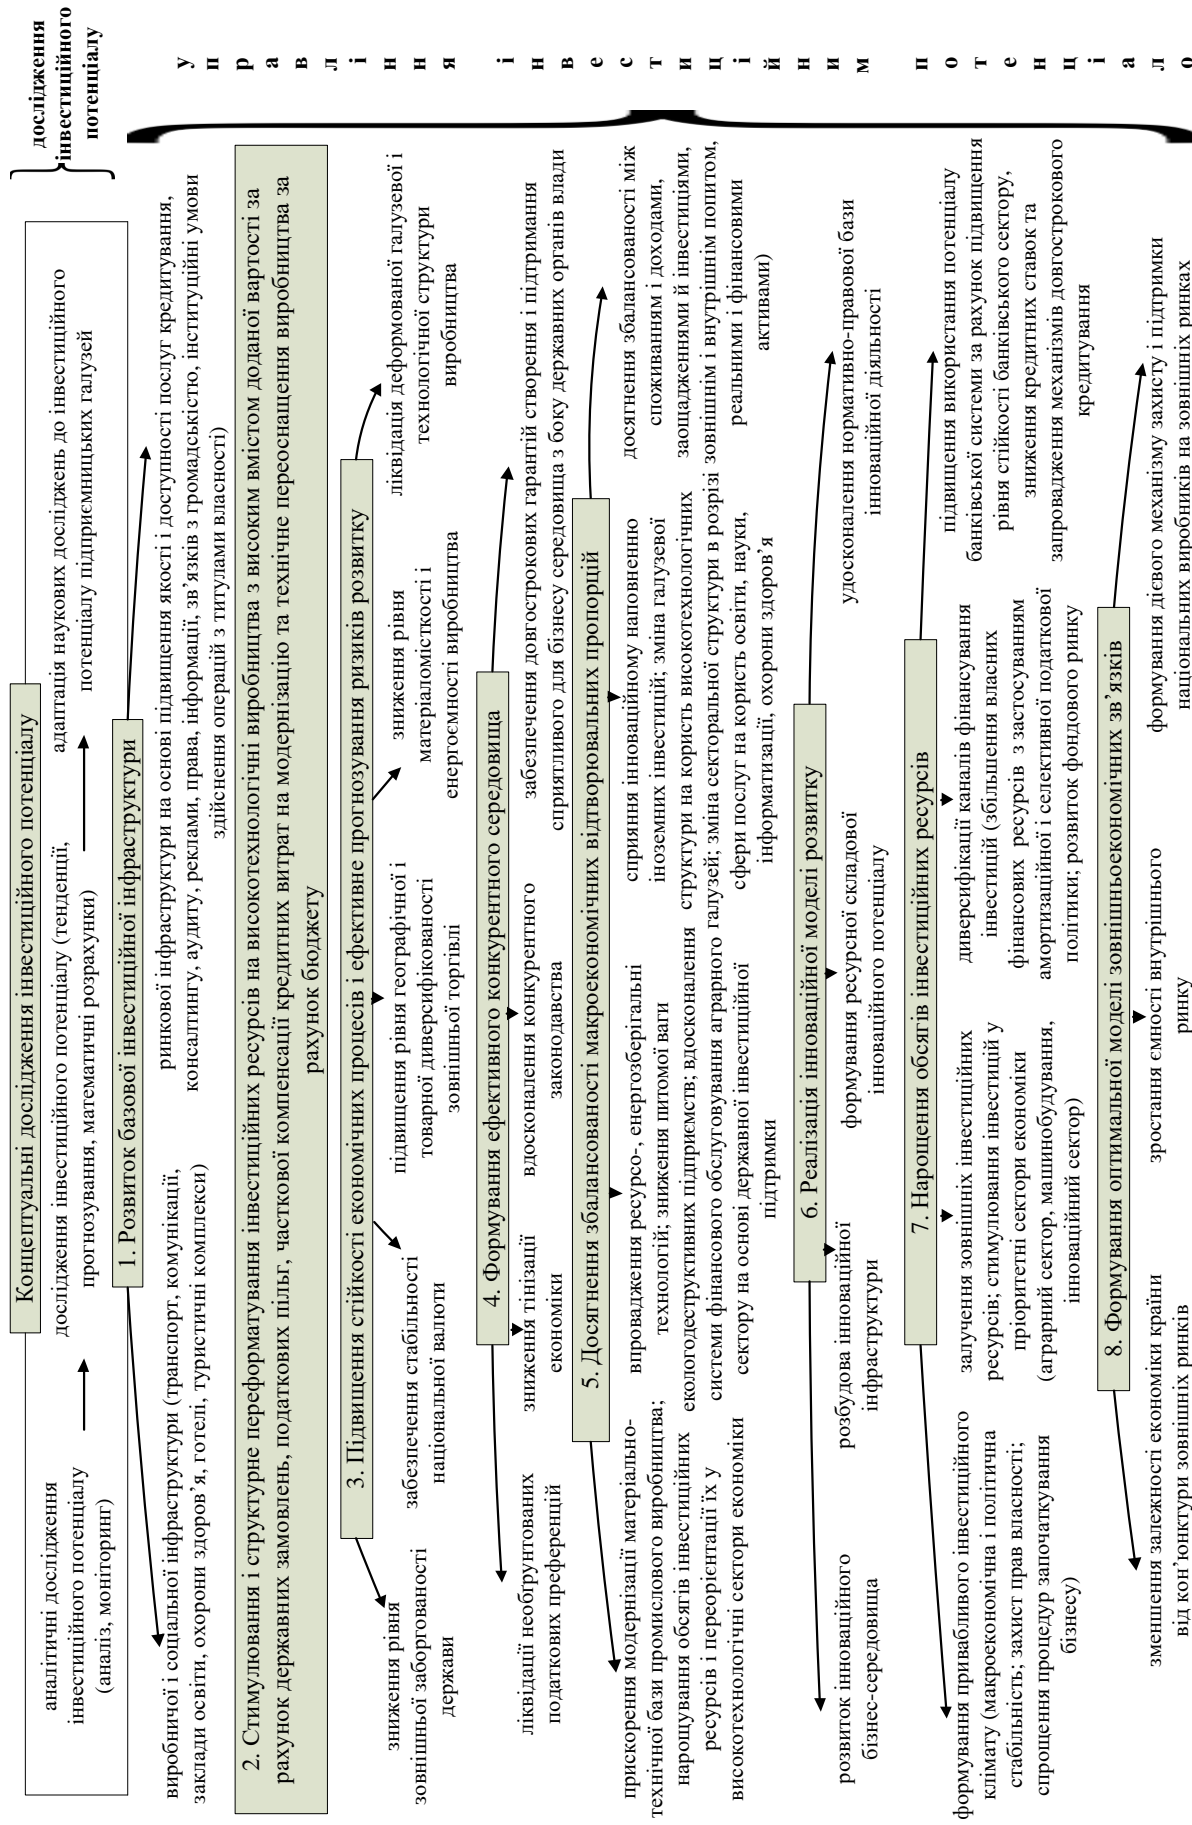 Концептуальні дослідження інвестиційного потенціалу
аналітичні дослідження
інвестиційного потенціалу
(аналіз, моніторинг)
дослідження інвестиційного потенціалу (тенденції,
прогнозування, математичні розрахунки)
адаптація наукових досліджень до інвестиційного
потенціалу підприємницьких галузей
дослідження
інвестиційного
потенціалу
1. Розвиток базової інвестиційної інфраструктури
виробничої і соціальної інфраструктури (транспорт, комунікації,
заклади освіти, охорони здоров’я, готелі, туристичні комплекси)
ринкової інфраструктури на основі підвищення якості і доступності послуг кредитування,
консалтингу, аудиту, реклами, права, інформації, зв’язків з громадськістю, інституційні умови
здійснення операцій з титулами власності)
2. Стимулювання і структурне переформатування інвестиційних ресурсів на високотехнологічні виробництва з високим вмістом доданої вартості за
рахунок державних замовлень, податкових пільг, часткової компенсації кредитних витрат на модернізацію та технічне переоснащення виробництва за
рахунок бюджету
3. Підвищення стійкості економічних процесів і ефективне прогнозування ризиків розвитку
зниження рівня
зовнішньої заборгованості
держави
забезпечення стабільності
національної валюти
підвищення рівня географічної і
товарної диверсифікованості
зовнішньої торгівлі
зниження рівня
матеріаломісткості і
енергоємності виробництва
ліквідація деформованої галузевої і
технологічної структури
виробництва
4. Формування ефективного конкурентного середовища
ліквідації необґрунтованих
податкових преференцій
зниження тінізації
економіки
вдосконалення конкурентного
законодавства
забезпечення довгострокових гарантій створення і підтримання
сприятливого для бізнесу середовища з боку державних органів влади
5. Досягнення збалансованості макроекономічних відтворювальних пропорцій
прискорення модернізації матеріально-
технічної бази промислового виробництва;
нарощування обсягів інвестиційних
ресурсів і переорієнтації їх у
високотехнологічні сектори економіки
впровадження ресурсо-, енергозберігальні
технологій; зниження питомої ваги
екологодеструктивних підприємств; вдосконалення
системи фінансового обслуговування аграрного
сектору на основі державної інвестиційної
підтримки
сприяння інноваційному наповненню
іноземних інвестицій; зміна галузевої
структури на користь високотехнологічних
галузей; зміна секторальної структури в розрізі
сфери послуг на користь освіти, науки,
інформатизації, охорони здоров’я
досягнення збалансованості між
споживанням і доходами,
заощадженнями й інвестиціями,
зовнішнім і внутрішнім попитом,
реальними і фінансовими
активами)
6. Реалізація інноваційної моделі розвитку
розвиток інноваційного
бізнес-середовища
розбудова інноваційної
інфраструктури
формування ресурсної складової
інноваційного потенціалу
удосконалення нормативно-правової бази
інноваційної діяльності
7. Нарощення обсягів інвестиційних ресурсів
формування привабливого інвестиційного
клімату (макроекономічна і політична
стабільність; захист прав власності;
спрощення процедур започаткування
бізнесу)
залучення зовнішніх інвестиційних
ресурсів; стимулювання інвестицій у
пріоритетні сектори економіки
(аграрний сектор, машинобудування,
інноваційний сектор)
диверсифікації каналів фінансування
інвестицій (збільшення власних
фінансових ресурсів з застосуванням
амортизаційної і селективної податкової
політики; розвиток фондового ринку
підвищення використання потенціалу
банківської системи за рахунок підвищення
рівня стійкості банківського сектору,
зниження кредитних ставок та
запровадження механізмів довгострокового
кредитування
8. Формування оптимальної моделі зовнішньоекономічних зв’язків
зменшення залежності економіки країни
від кон’юнктури зовнішніх ринків
зростання ємності внутрішнього
ринку
формування дієвого механізму захисту і підтримки
національних виробників на зовнішніх ринках
управління
інвестиційним
потенціало